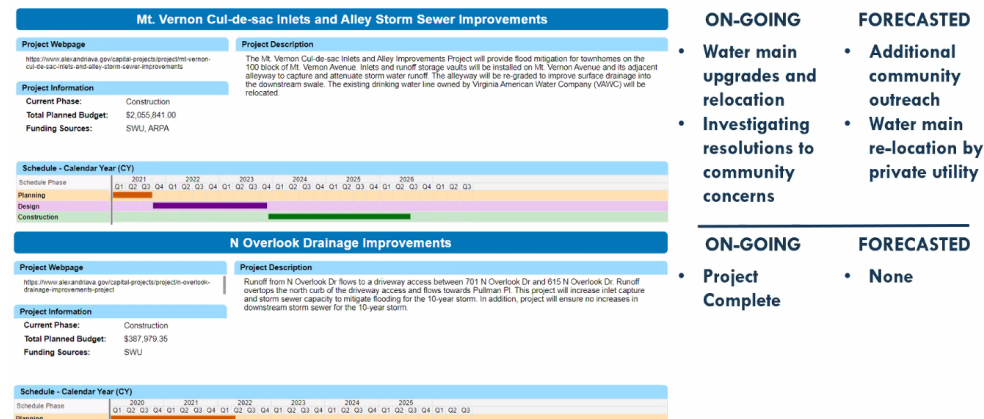 Mt. Vernon Cul-de-sac Inlets and Alley Storm Sewer Improvements
Project Webpage
https://www.alexandriava.gov/capital-projects/project/mt-vernon-
cul-de-sac-inlets-and-alley-storm-sewer-improvements
Project Description
The Mt. Vernon Cul-de-sac Inlets and Alley Improvements Project will provide flood mitigation for townhomes on the
100 block of Mt. Vernon Avenue. Inlets and runoff storage vaults will be installed on Mt. Vernon Avenue and its adjacent
alleyway to capture and attenuate storm water runoff. The alleyway will be re-graded to improve surface drainage into
the downstream swale. The existing drinking water line owned by Virginia American Water Company (VAWC) will be
relocated.
Project Information
Current Phase: Construction
Total Planned Budget: $2,055,841.00
Funding Sources: SWU, ARPA
Schedule - Calendar Year (CY)
Schedule Phase
2021 2022 2023 2024 2025 2026
Q1 Q2 Q3 Q4 Q1 Q2 Q3 Q4 Q1 Q2 Q3 Q4 Q1 Q2 Q3 Q4 Q1 Q2 Q3 Q4 Q1 Q2 Q3 Q4 Q1 Q2 Q3
Planning
Design
Construction
ON-GOING
• Water main
upgrades and
relocation
• Investigating
resolutions to
community
concerns
FORECASTED
• Additional
community
outreach
• Water main
re-location by
private utility
N Overlook Drainage Improvements
Project Webpage
https://www.alexandriava.gov/capital-projects/project/n-overlook-
drainage-improvements-project
Project Description
Runoff from N Overlook Dr flows to a driveway access between 701 N Overlook Dr and 615 N Overlook Dr. Runoff
overtops the north curb of the driveway access and flows towards Pullman Pl. This project will increase inlet capture
and storm sewer capacity to mitigate flooding for the 10-year storm. In addition, project will ensure no increases in
downstream storm sewer for the 10-year storm.
Project Information
Current Phase: Construction
Total Planned Budget: $387,979.35
Funding Sources: SWU
Schedule - Calendar Year (CY)
Schedule Phase
2020 2021 2022 2023 2024 2025
Q1 Q2 Q3 Q4 Q1 Q2 Q3 Q4 Q1 Q2 Q3 Q4 Q1 Q2 Q3 Q4 Q1 Q2 Q3 Q4 Q1 Q2 Q3 Q4 Q1 Q2 Q3
Planning
ON-GOING
• Project
Complete
FORECASTED
• None